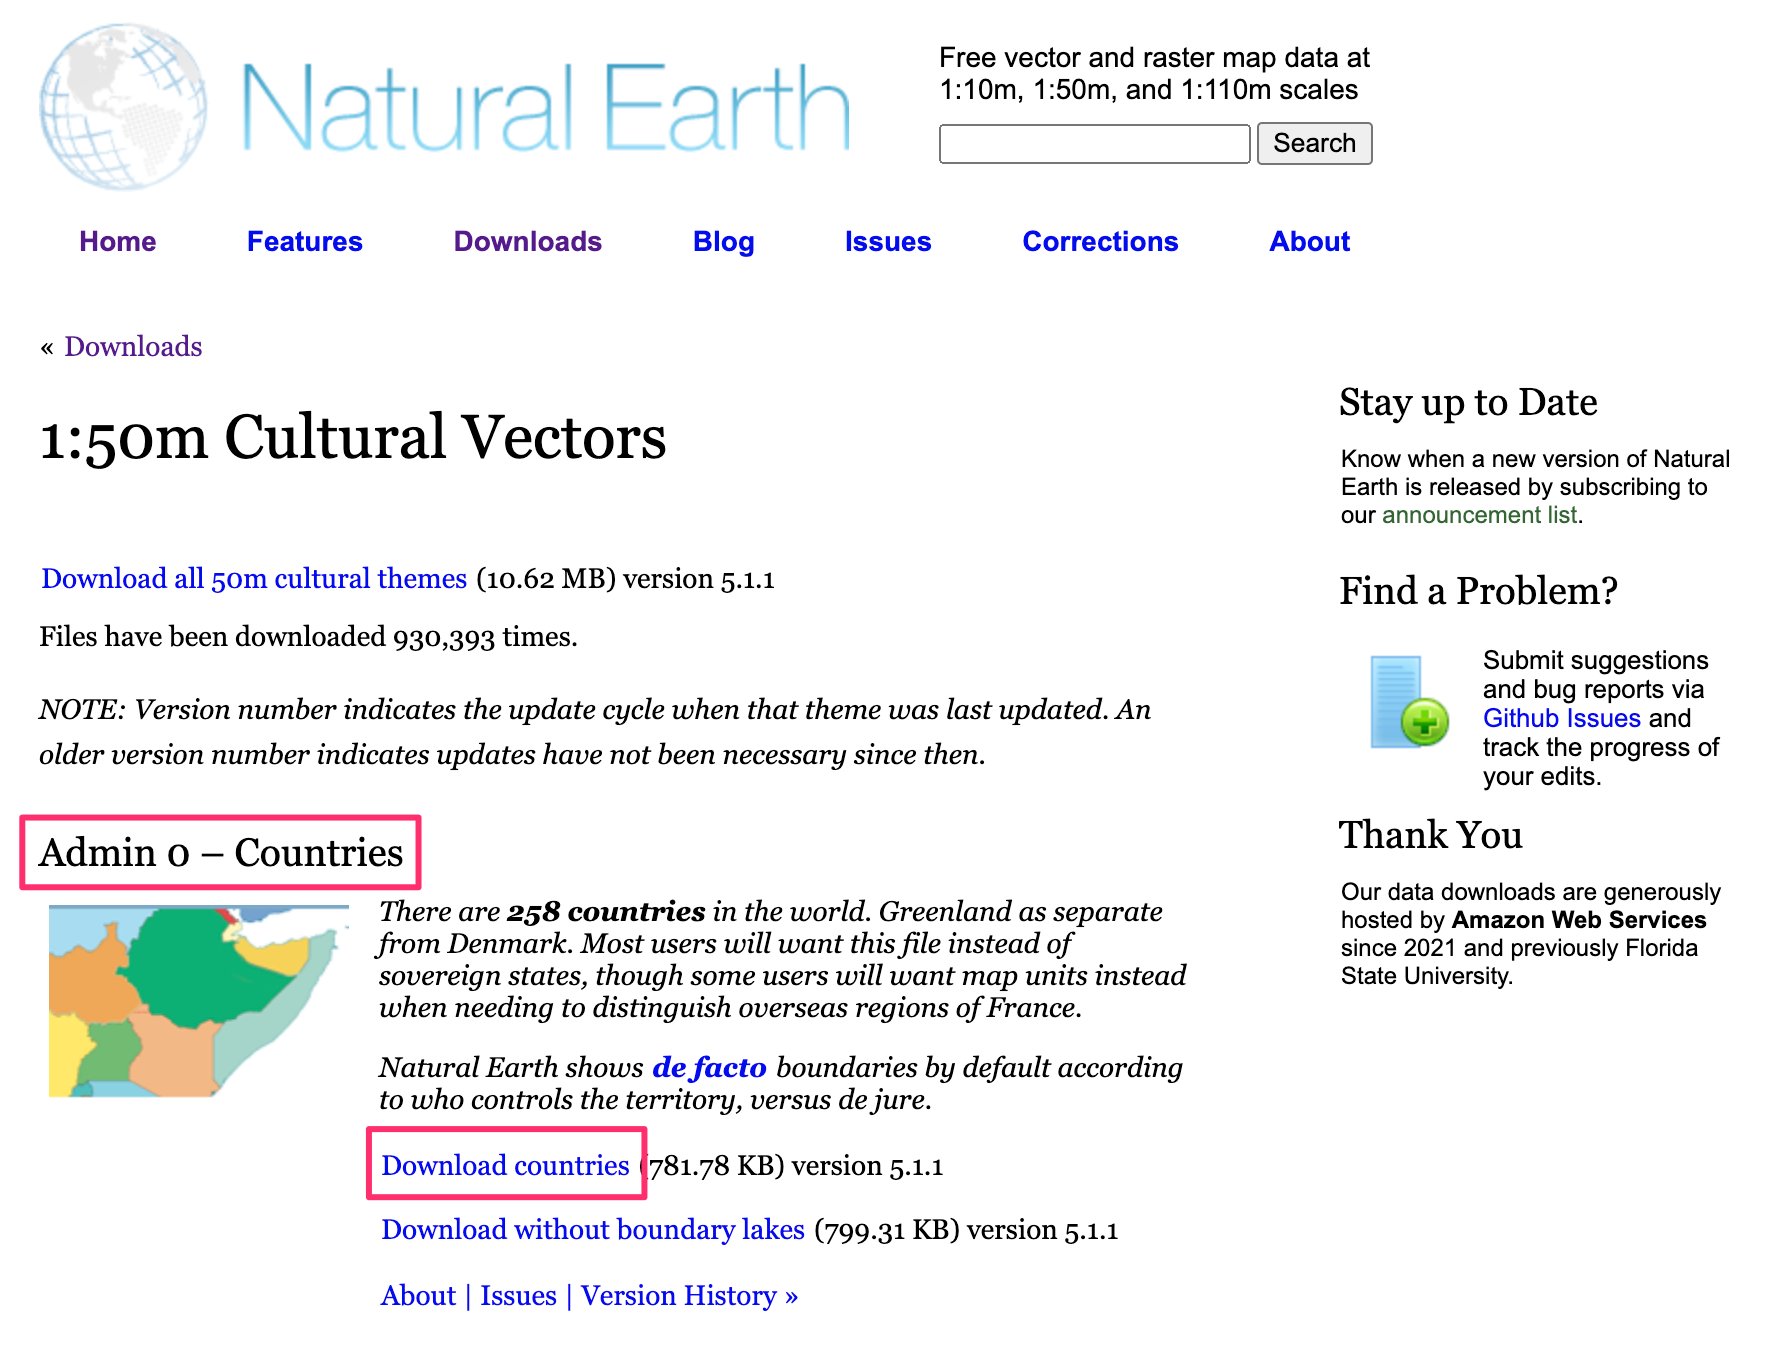 Natural Earth
Free vector and raster map data at
1:10m, 1:50m, and 1:110m scales
Search
Home Features Downloads Blog Issues Corrections About
« Downloads
1:50m Cultural Vectors
Download all 50m cultural themes (10.62 MB) version 5.1.1
Files have been downloaded 930,393 times.
NOTE: Version number indicates the update cycle when that theme was last updated. An
older version number indicates updates have not been necessary since then.
Admin 0 – Countries
There are 258 countries in the world. Greenland as separate
from Denmark. Most users will want this file instead of
sovereign states, though some users will want map units instead
when needing to distinguish overseas regions of France.
Natural Earth shows de facto boundaries by default according
to who controls the territory, versus de jure.
Download countries (781.78 KB) version 5.1.1
Download without boundary lakes (799.31 KB) version 5.1.1
About | Issues | Version History »
Stay up to Date
Know when a new version of Natural
Earth is released by subscribing to
our announcement list.
Find a Problem?
Submit suggestions
and bug reports via
Github Issues and
track the progress of
your edits.
Thank You
Our data downloads are generously
hosted by Amazon Web Services
since 2021 and previously Florida
State University.